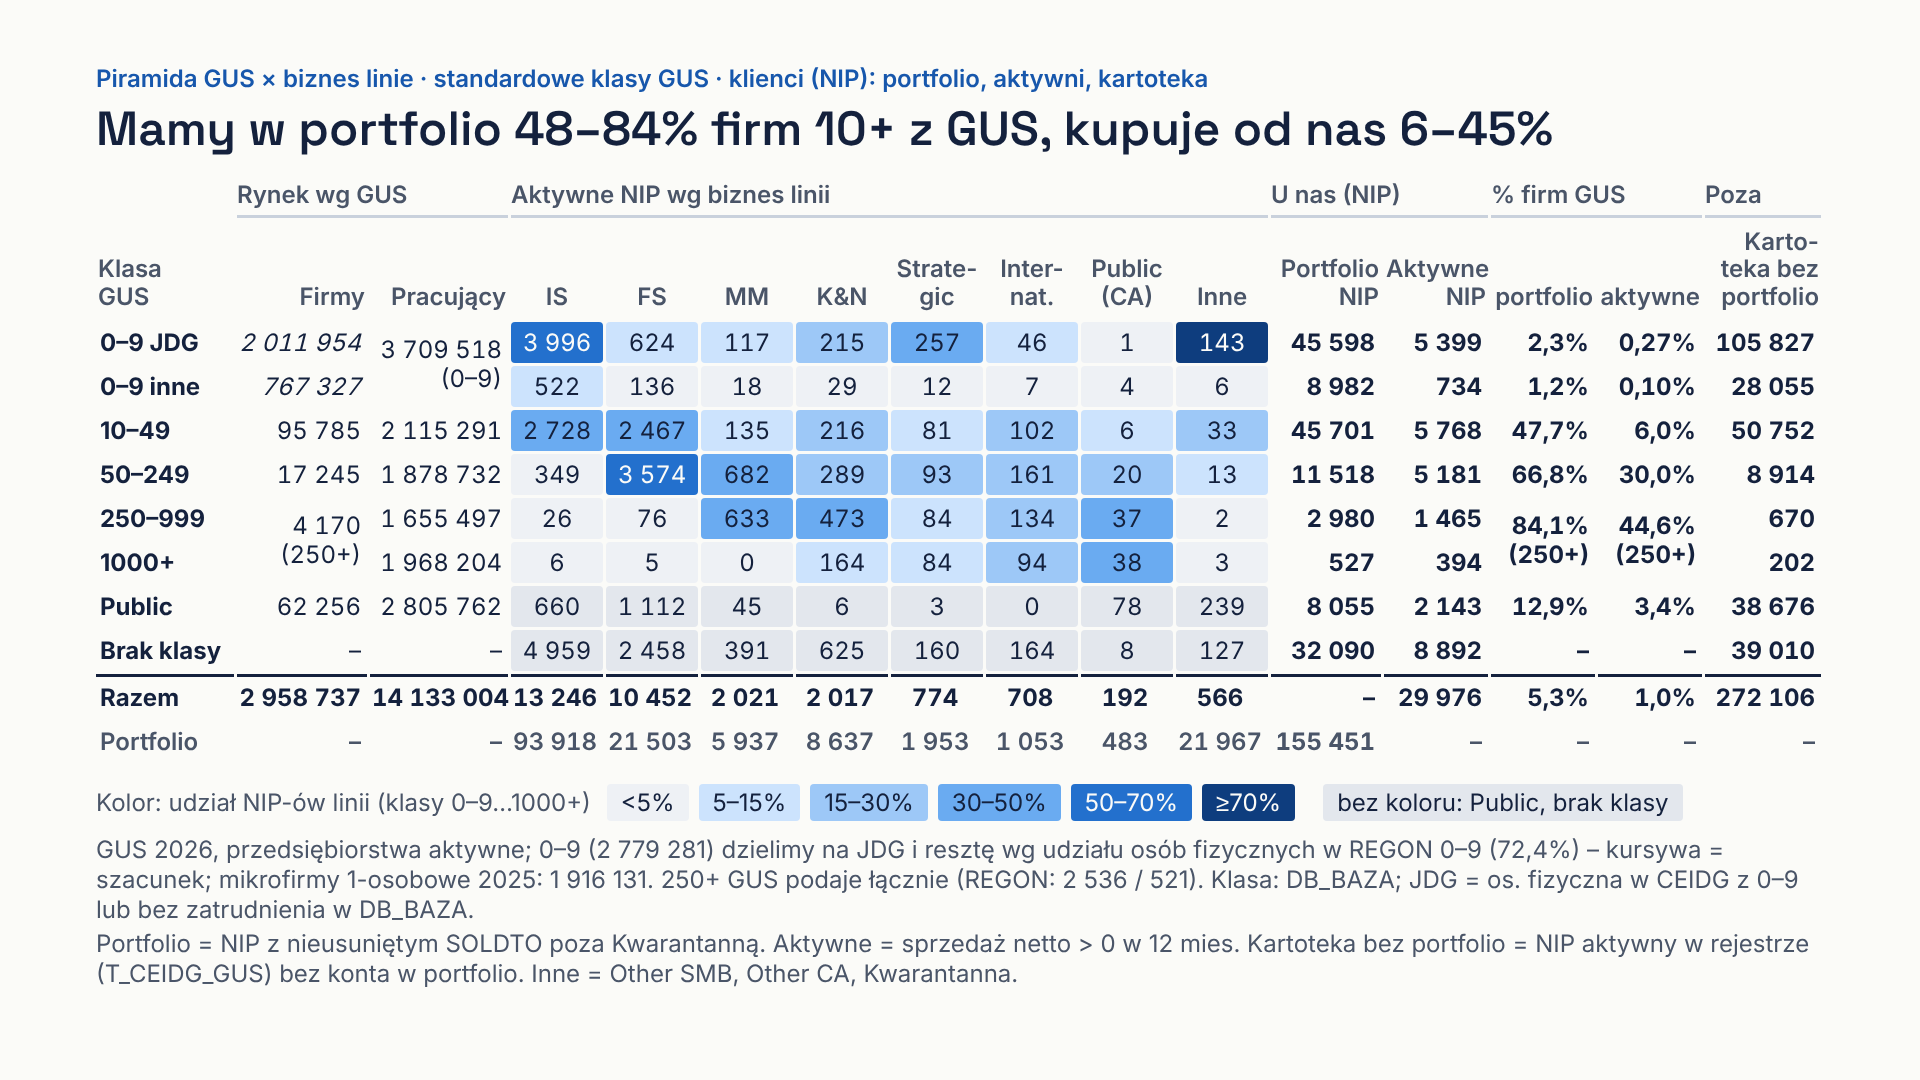 Piramida GUS × biznes linie · standardowe klasy GUS · klienci (NIP): portfolio, aktywni, kartoteka
Mamy w portfolio 48–84% firm 10+ z GUS, kupuje od nas 6–45%
Rynek wg GUS Aktywne NIP wg biznes linii U nas (NIP) % firm GUS Poza
Klasa GUS Firmy Pracujący IS FS MM K&N Strate-gic Inter-nat. Public (CA) Inne Portfolio NIP Aktywne NIP portfolio aktywne Karto-teka bez portfolio
0–9 JDG 2 011 954 3 709 518 (0–9) 3 996 624 117 215 257 46 1 143 45 598 5 399 2,3% 0,27% 105 827
0–9 inne 767 327 522 136 18 29 12 7 4 6 8 982 734 1,2% 0,10% 28 055
10–49 95 785 2 115 291 2 728 2 467 135 216 81 102 6 33 45 701 5 768 47,7% 6,0% 50 752
50–249 17 245 1 878 732 349 3 574 682 289 93 161 20 13 11 518 5 181 66,8% 30,0% 8 914
250–999 4 170 (250+) 1 655 497 26 76 633 473 84 134 37 2 2 980 1 465 84,1% (250+) 44,6% (250+) 670
1000+ 1 968 204 6 5 0 164 84 94 38 3 527 394 202
Public 62 256 2 805 762 660 1 112 45 6 3 0 78 239 8 055 2 143 12,9% 3,4% 38 676
Brak klasy – – 4 959 2 458 391 625 160 164 8 127 32 090 8 892 – – 39 010
Razem 2 958 737 14 133 004 13 246 10 452 2 021 2 017 774 708 192 566 – 29 976 5,3% 1,0% 272 106
Portfolio – – 93 918 21 503 5 937 8 637 1 953 1 053 483 21 967 155 451 – – – –
Kolor: udział NIP-ów linii (klasy 0–9…1000+) <5% 5–15% 15–30% 30–50% 50–70% ≥70% bez koloru: Public, brak klasy
GUS 2026, przedsiębiorstwa aktywne; 0–9 (2 779 281) dzielimy na JDG i resztę wg udziału osób fizycznych w REGON 0–9 (72,4%) – kursywa =
szacunek; mikrofirmy 1-osobowe 2025: 1 916 131. 250+ GUS podaje łącznie (REGON: 2 536 / 521). Klasa: DB_BAZA; JDG = os. fizyczna w CEIDG z 0–9
lub bez zatrudnienia w DB_BAZA.
Portfolio = NIP z nieusuniętym SOLDTO poza Kwarantanną. Aktywne = sprzedaż netto > 0 w 12 mies. Kartoteka bez portfolio = NIP aktywny w rejestrze
(T_CEIDG_GUS) bez konta w portfolio. Inne = Other SMB, Other CA, Kwarantanna.